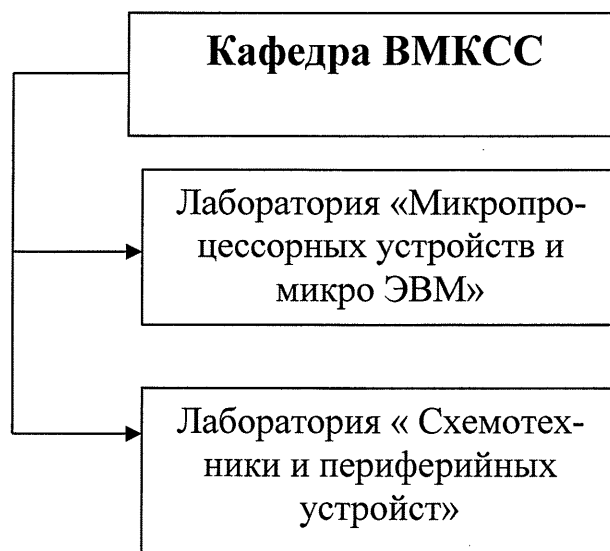 Кафедра ВМКСС
Лаборатория «Микропро-
цессорных устройств и
микро ЭВМ»
Лаборатория « Схемотех-
ники и периферийных
устройст»